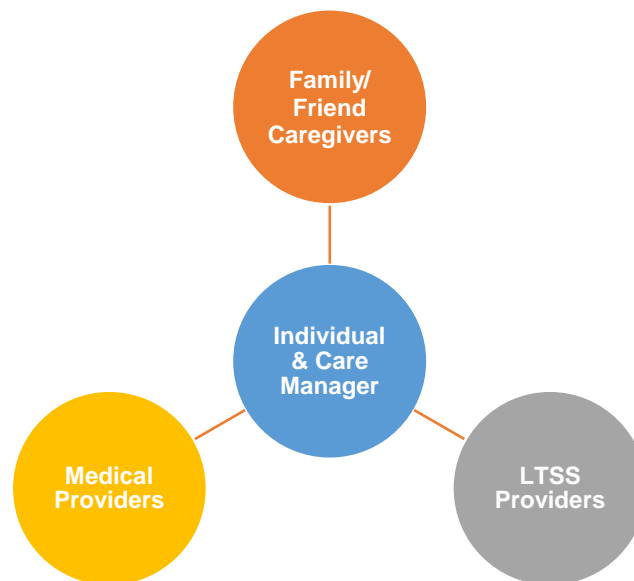 Family/
Friend
Caregivers
Individual
& Care
Manager
Medical
Providers
LTSS
Providers